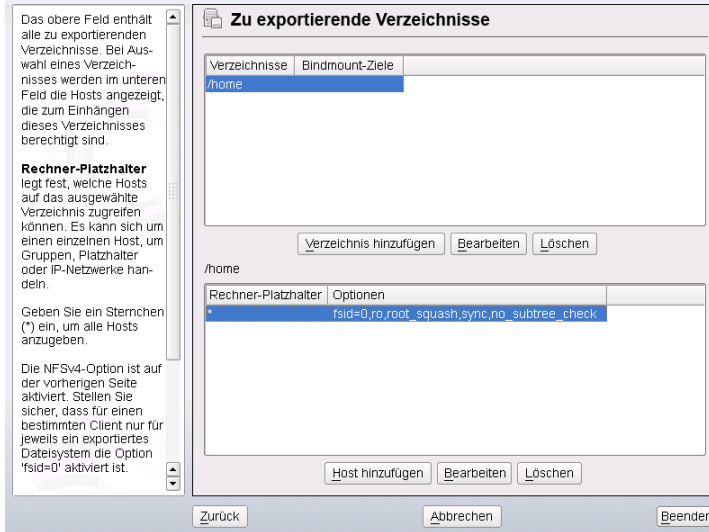 Das obere Feld enthält
alle zu exportierenden
Verzeichnisse. Bei Aus-
wahl eines Verzeich-
nisses werden im unteren
Feld die Hosts angezeigt,
die zum Einhängen
dieses Verzeichnisses
berechtigt sind.
Rechner-Platzhalter
legt fest, welche Hosts
auf das ausgewählte
Verzeichnis zugreifen
können. Es kann sich um
einen einzelnen Host, um
Gruppen, Platzhalter
oder IP-Netzwerke han-
deln.
Geben Sie ein Sternchen
(*) ein, um alle Hosts
anzugeben.
Die NFSv4-Option ist auf
der vorherigen Seite
aktiviert. Stellen Sie
sicher, dass für einen
bestimmten Client nur für
jeweils ein exportiertes
Dateisystem die Option
'fsid=0' aktiviert ist.
Zu exportierende Verzeichnisse
Verzeichnisse Bindmount-Ziele
/home
Verzeichnis hinzufügen Bearbeiten Löschen
/home
Rechner-Platzhalter Optionen
* fsid=0,ro,root_squash,sync,no_subtree_check
Host hinzufügen Bearbeiten Löschen
Zurück Abbrechen Beenden